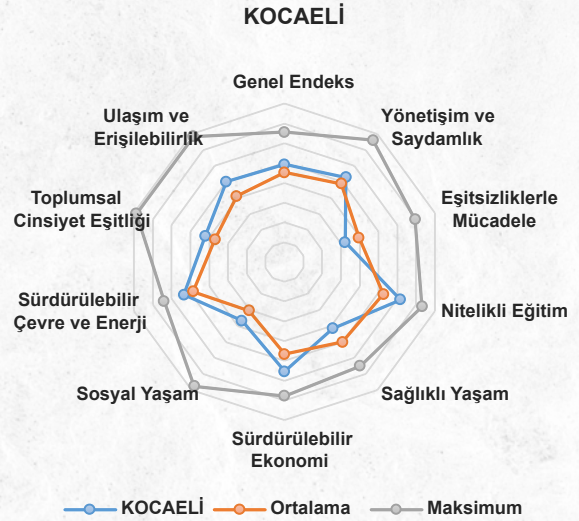 KOCAELİ
Genel Endeks
Yönetişim ve
Saydamlık
Eşitsizliklerle
Mücadele
Nitelikli Eğitim
Sağlıklı Yaşam
Sürdürülebilir
Ekonomi
Sosyal Yaşam
Sürdürülebilir
Çevre ve Enerji
Toplumsal
Cinsiyet Eşitliği
Ulaşım ve
Erişilebilirlik
KOCAELİ Ortalama Maksimum